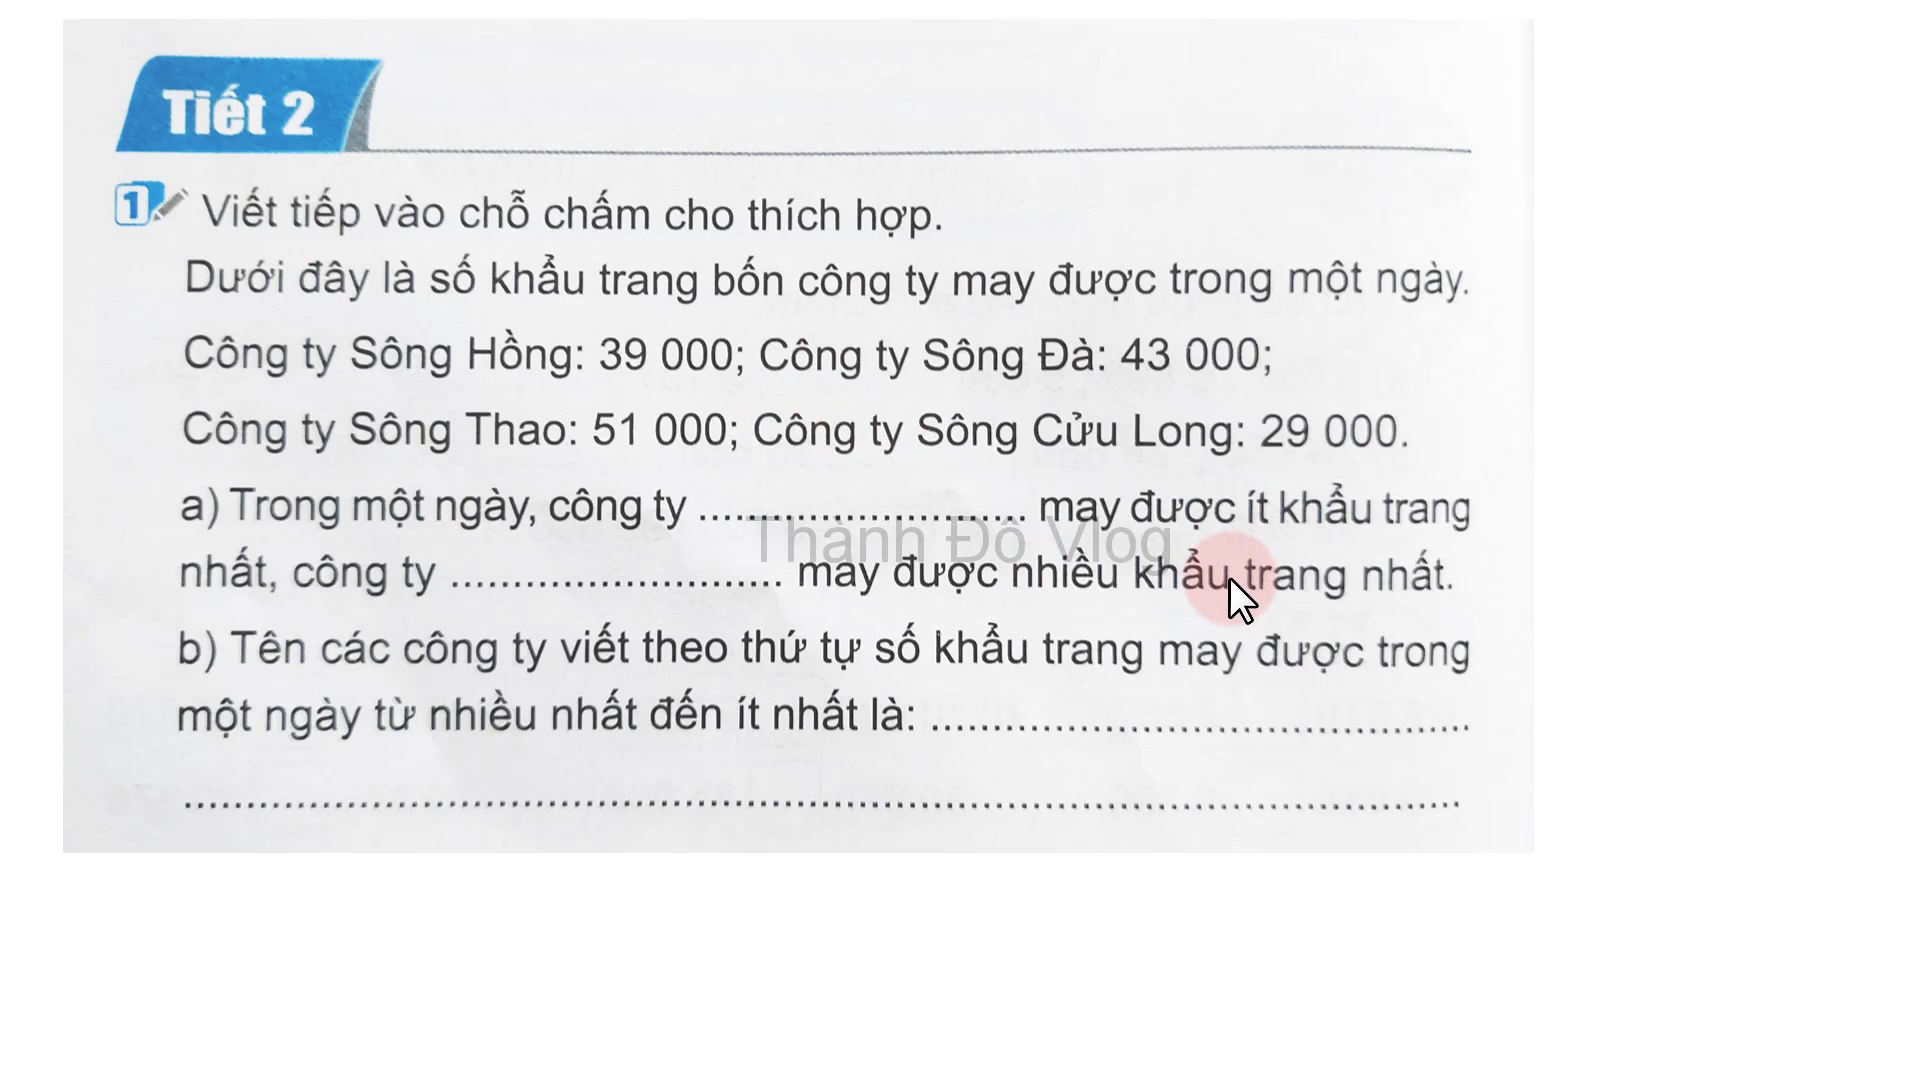 Tiết 2
1 Viết tiếp vào chỗ chấm cho thích hợp.
Dưới đây là số khẩu trang bốn công ty may được trong một ngày.
Công ty Sông Hồng: 39 000; Công ty Sông Đà: 43 000;
Công ty Sông Thao: 51 000; Công ty Sông Cửu Long: 29 000.
a) Trong một ngày, công ty .......................... may được ít khẩu trang
Thành Đô Vlog
nhất, công ty .......................... may được nhiều khẩu trang nhất.
b) Tên các công ty viết theo thứ tự số khẩu trang may được trong
một ngày từ nhiều nhất đến ít nhất là: ...........................................
.....................................................................................................